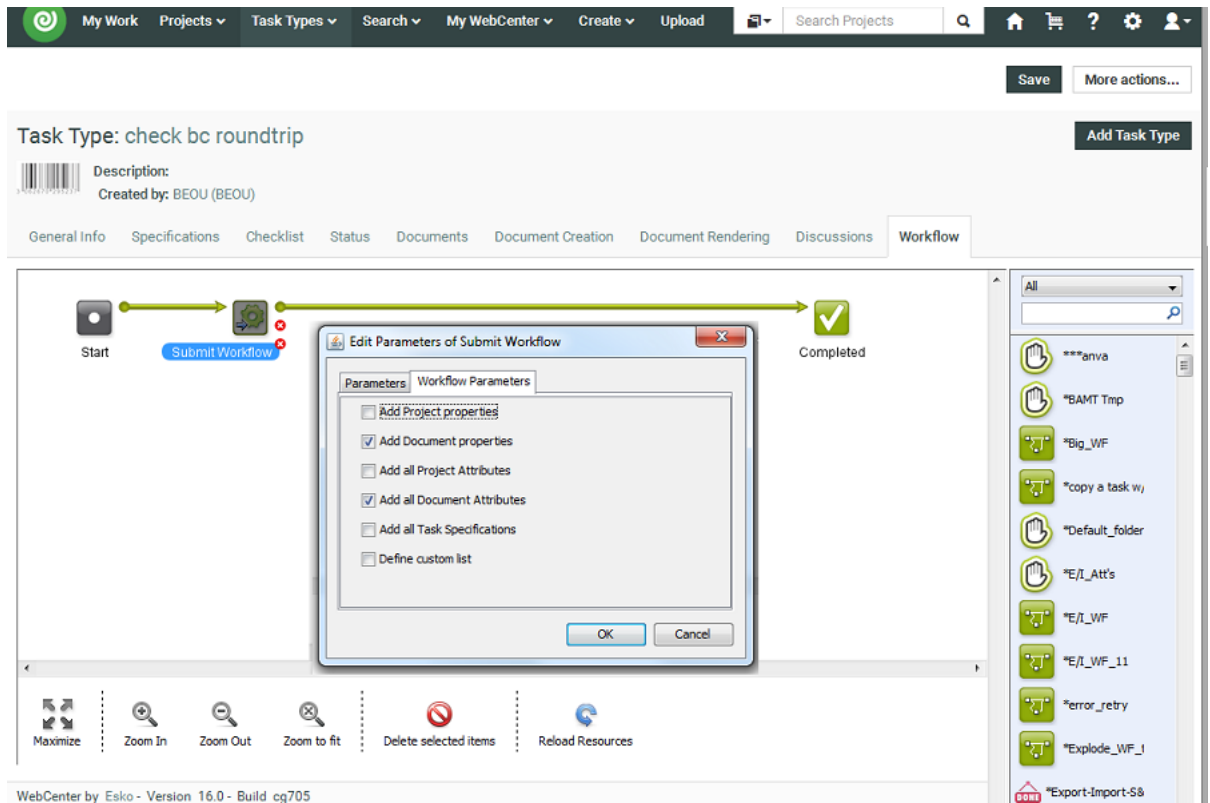 My Work Projects Task Types Search My WebCenter Create Upload Search Projects ?
Save More actions...
Task Type: check bc roundtrip Add Task Type
Description:
Created by: BEOU (BEOU)
General Info Specifications Checklist Status Documents Document Creation Document Rendering Discussions Workflow
All
Start Submit Workflow Completed
Edit Parameters of Submit Workflow
Parameters Workflow Parameters
Add Project properties
Add Document properties
Add all Project Attributes
Add all Document Attributes
Add all Task Specifications
Define custom list
OK Cancel
***anva
*BAMT Tmp
*Big_WF
*copy a task w/
*Default_folder
*E/I_Att's
*E/I_WF
*E/I_WF_11
*error_retry
*Explode_WF_
DONE *Export-Import-S&
Maximize Zoom In Zoom Out Zoom to fit Delete selected items Reload Resources
WebCenter by Esko - Version 16.0 - Build cg705